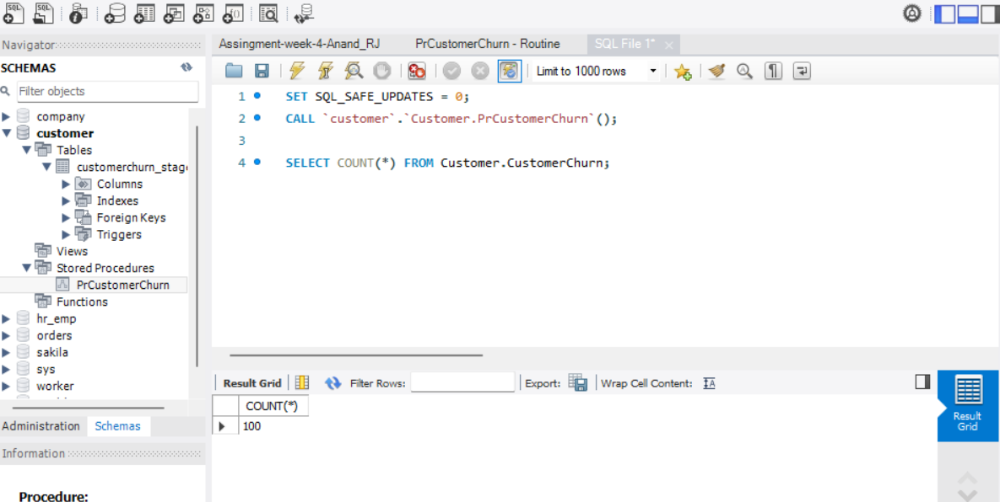 SQL
SQL
Navigator
SCHEMAS
Filter objects
company
customer
Tables
customerchurn_stag
Columns
Indexes
Foreign Keys
Triggers
Views
Stored Procedures
PrCustomerChurn
Functions
hr_emp
orders
sakila
sys
worker
Administration Schemas
Information
Procedure:
Assingment-week-4-Anand_RJ PrCustomerChurn - Routine SQL File 1*
Limit to 1000 rows
1 SET SQL_SAFE_UPDATES = 0;
2 CALL `customer`.`Customer.PrCustomerChurn`();
3
4 SELECT COUNT(*) FROM Customer.CustomerChurn;
Result Grid Filter Rows: Export: Wrap Cell Content: IA
COUNT(*)
100
Result
Grid